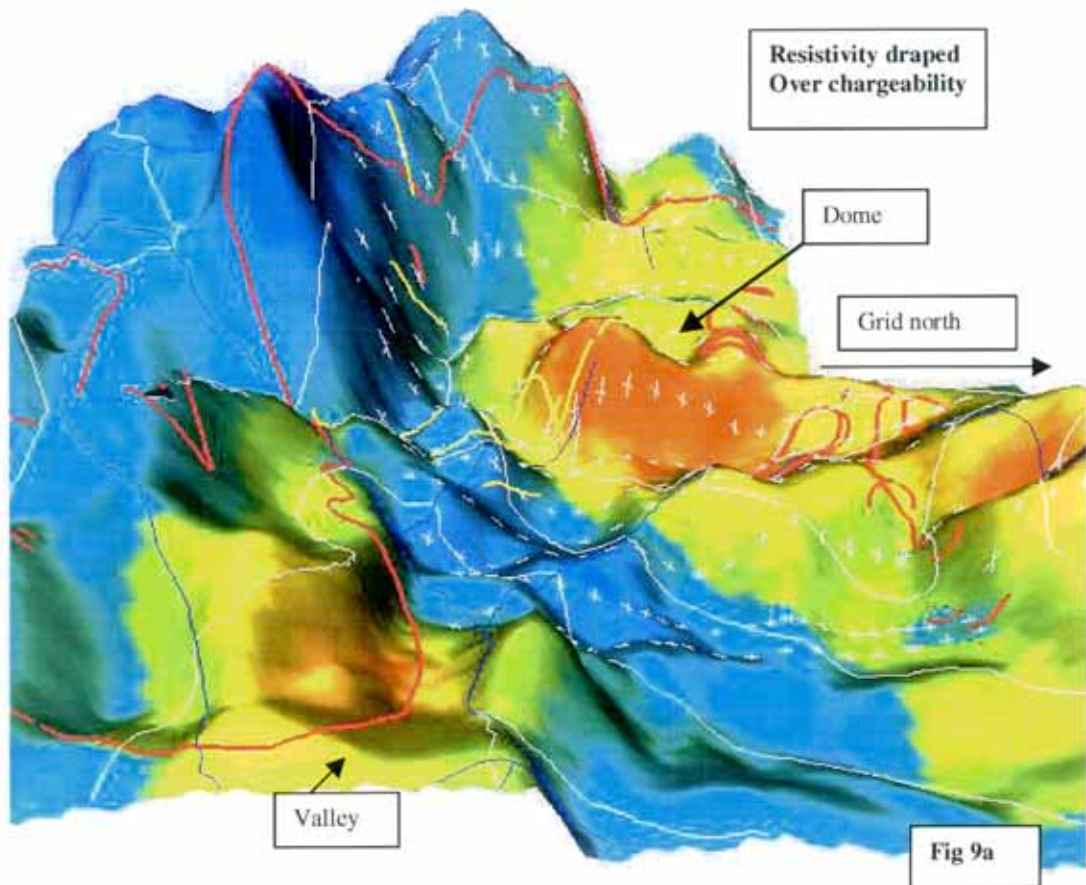 Resistivity draped
Over chargeability
Dome
Grid north
Valley
Fig 9a